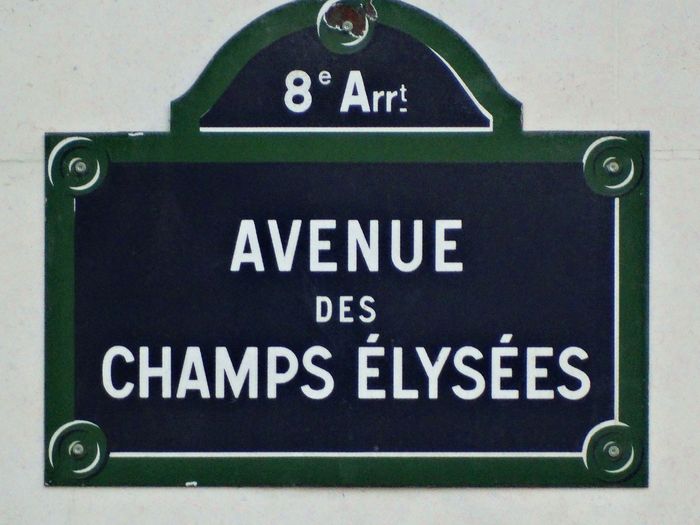 8e Arrt
AVENUE
DES
CHAMPS ÉLYSÉES